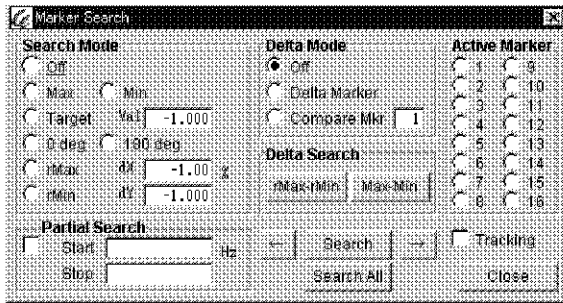 Marker Search
Search Mode
Off
Max Min
Target Val -1.000
0 deg 180 deg
rMax dX -1.00 %
rMin dY -1.000
Delta Mode
Off
Delta Marker
Compare Mkr 1
Delta Search
rMax-rMin Max-Min
Active Marker
1 9
2 10
3 11
4 12
5 13
6 14
7 15
8 16
Partial Search
Start Hz
Stop
← Search →
Search All
Tracking
Close